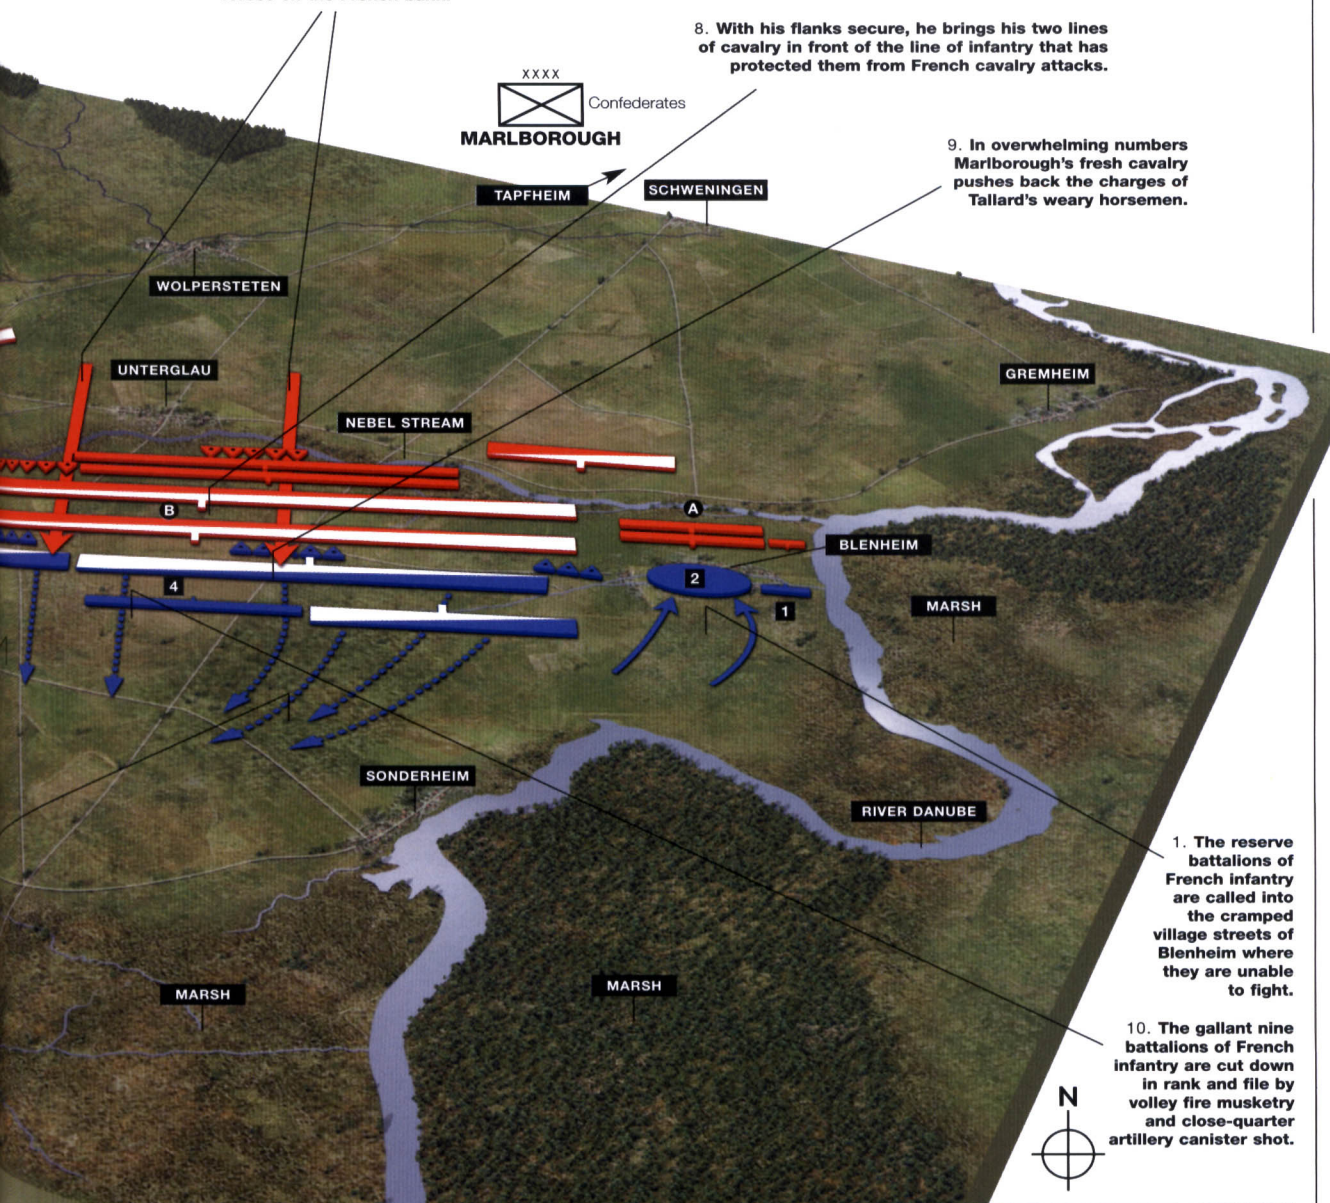 8. With his flanks secure, he brings his two lines
of cavalry in front of the line of infantry that has
protected them from French cavalry attacks.
XXXX
Confederates
MARLBOROUGH
9. In overwhelming numbers
Marlborough's fresh cavalry
pushes back the charges of
Tallard's weary horsemen.
TAPFHEIM
SCHWENINGEN
WOLPERSTETEN
UNTERGLAU
GREMHEIM
NEBEL STREAM
B
A
BLENHEIM
4
2
1
MARSH
SONDERHEIM
RIVER DANUBE
1. The reserve
battalions of
French infantry
are called into
the cramped
village streets of
Blenheim where
they are unable
to fight.
MARSH
MARSH
10. The gallant nine
battalions of French
infantry are cut down
in rank and file by
volley fire musketry
and close-quarter
artillery canister shot.
N